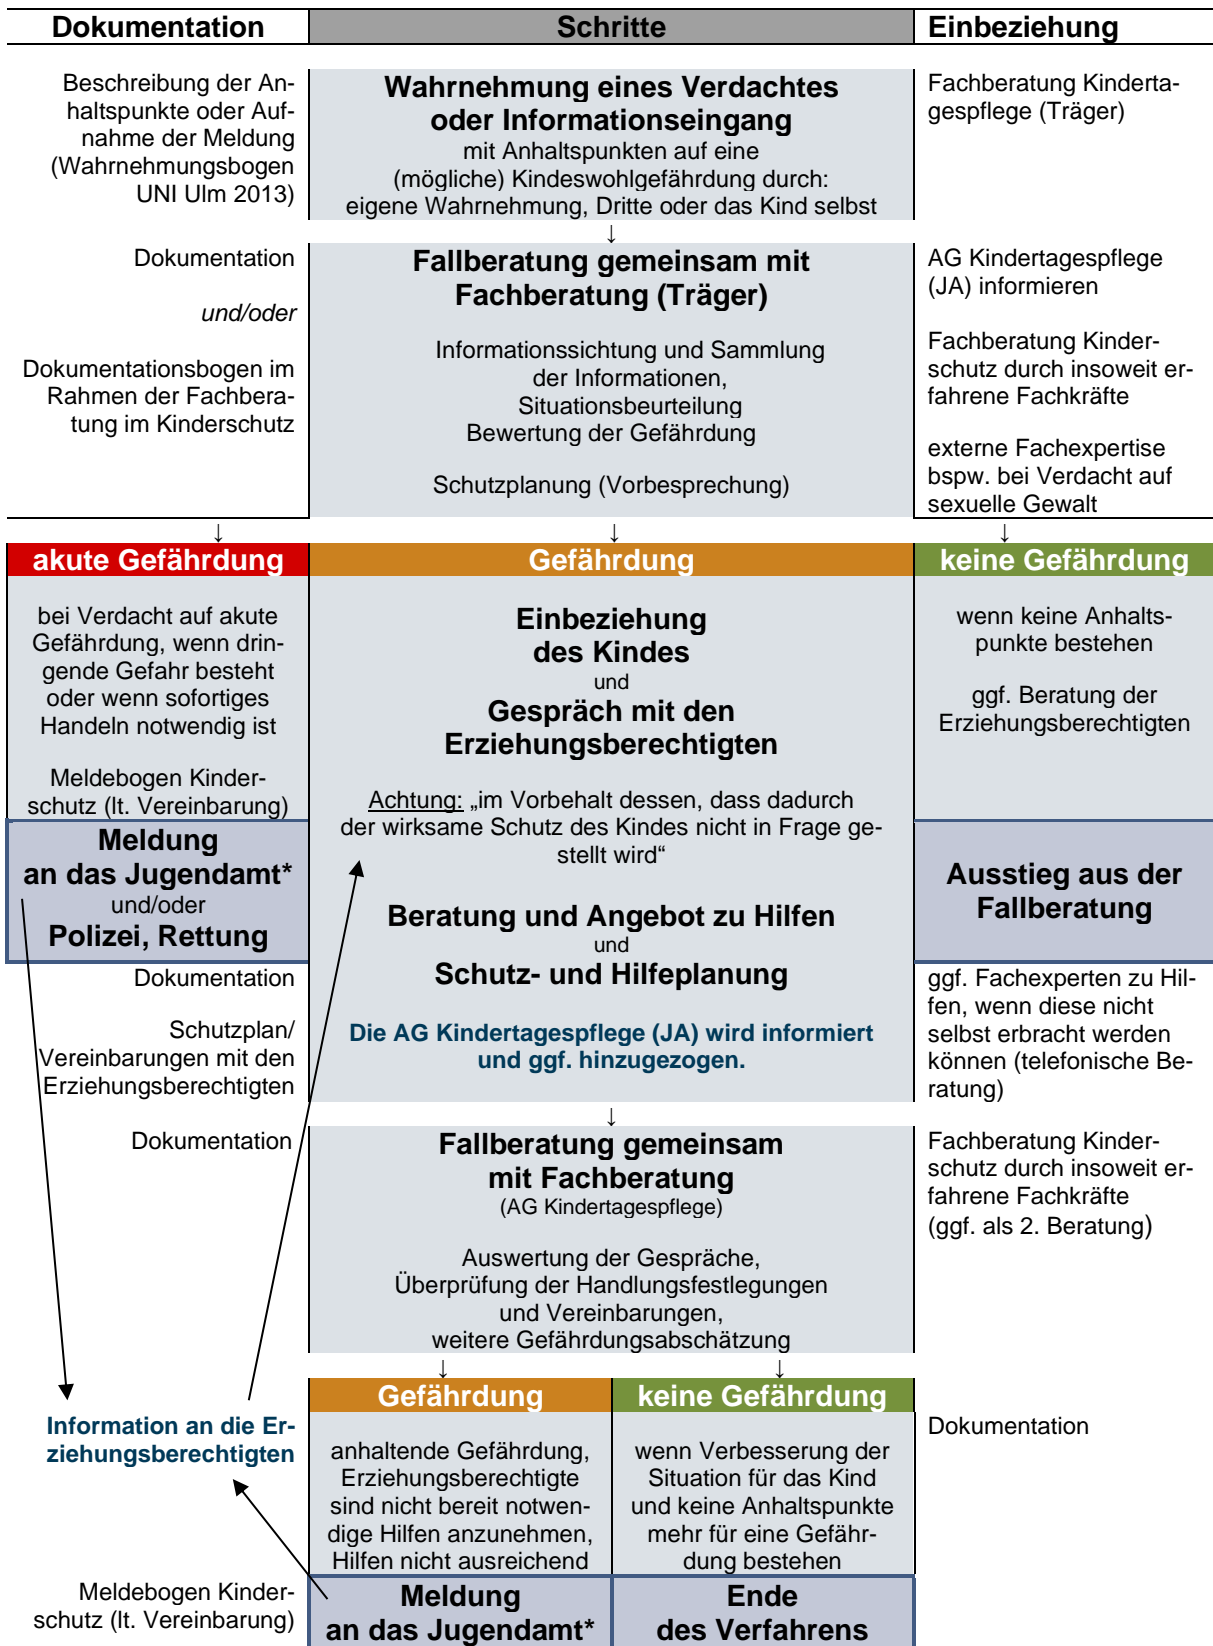 Dokumentation
Schritte
Einbeziehung
Beschreibung der An-
haltspunkte oder Auf-
nahme der Meldung
(Wahrnehmungsbogen
UNI Ulm 2013)
Wahrnehmung eines Verdachtes
oder Informationseingang
mit Anhaltspunkten auf eine
(mögliche) Kindeswohlgefährdung durch:
eigene Wahrnehmung, Dritte oder das Kind selbst
Fachberatung Kinderta-
gespflege (Träger)
↓
Dokumentation
und/oder
Dokumentationsbogen im
Rahmen der Fachbera-
tung im Kinderschutz
Fallberatung gemeinsam mit
Fachberatung (Träger)
Informationssichtung und Sammlung
der Informationen,
Situationsbeurteilung
Bewertung der Gefährdung
Schutzplanung (Vorbesprechung)
AG Kindertagespflege
(JA) informieren
Fachberatung Kinder-
schutz durch insoweit er-
fahrene Fachkräfte
externe Fachexpertise
bspw. bei Verdacht auf
sexuelle Gewalt
↓ ↓ ↓
akute Gefährdung
bei Verdacht auf akute
Gefährdung, wenn drin-
gende Gefahr besteht
oder wenn sofortiges
Handeln notwendig ist
Meldebogen Kinder-
schutz (lt. Vereinbarung)
Meldung
an das Jugendamt*
und/oder
Polizei, Rettung
Dokumentation
Schutzplan/
Vereinbarungen mit den
Erziehungsberechtigten
Gefährdung
Einbeziehung
des Kindes
und
Gespräch mit den
Erziehungsberechtigten
Achtung: „im Vorbehalt dessen, dass dadurch
der wirksame Schutz des Kindes nicht in Frage ge-
stellt wird“
Beratung und Angebot zu Hilfen
und
Schutz- und Hilfeplanung
Die AG Kindertagespflege (JA) wird informiert
und ggf. hinzugezogen.
keine Gefährdung
wenn keine Anhalts-
punkte bestehen
ggf. Beratung der
Erziehungsberechtigten
Ausstieg aus der
Fallberatung
ggf. Fachexperten zu Hil-
fen, wenn diese nicht
selbst erbracht werden
können (telefonische Be-
ratung)
↓
Dokumentation
Fallberatung gemeinsam
mit Fachberatung
(AG Kindertagespflege)
Auswertung der Gespräche,
Überprüfung der Handlungsfestlegungen
und Vereinbarungen,
weitere Gefährdungsabschätzung
Fachberatung Kinder-
schutz durch insoweit er-
fahrene Fachkräfte
(ggf. als 2. Beratung)
↓ ↓
Information an die Er-
ziehungsberechtigten
Meldebogen Kinder-
schutz (lt. Vereinbarung)
Gefährdung
anhaltende Gefährdung,
Erziehungsberechtigte
sind nicht bereit notwen-
dige Hilfen anzunehmen,
Hilfen nicht ausreichend
Meldung
an das Jugendamt*
keine Gefährdung
wenn Verbesserung der
Situation für das Kind
und keine Anhaltspunkte
mehr für eine Gefähr-
dung bestehen
Ende
des Verfahrens
Dokumentation